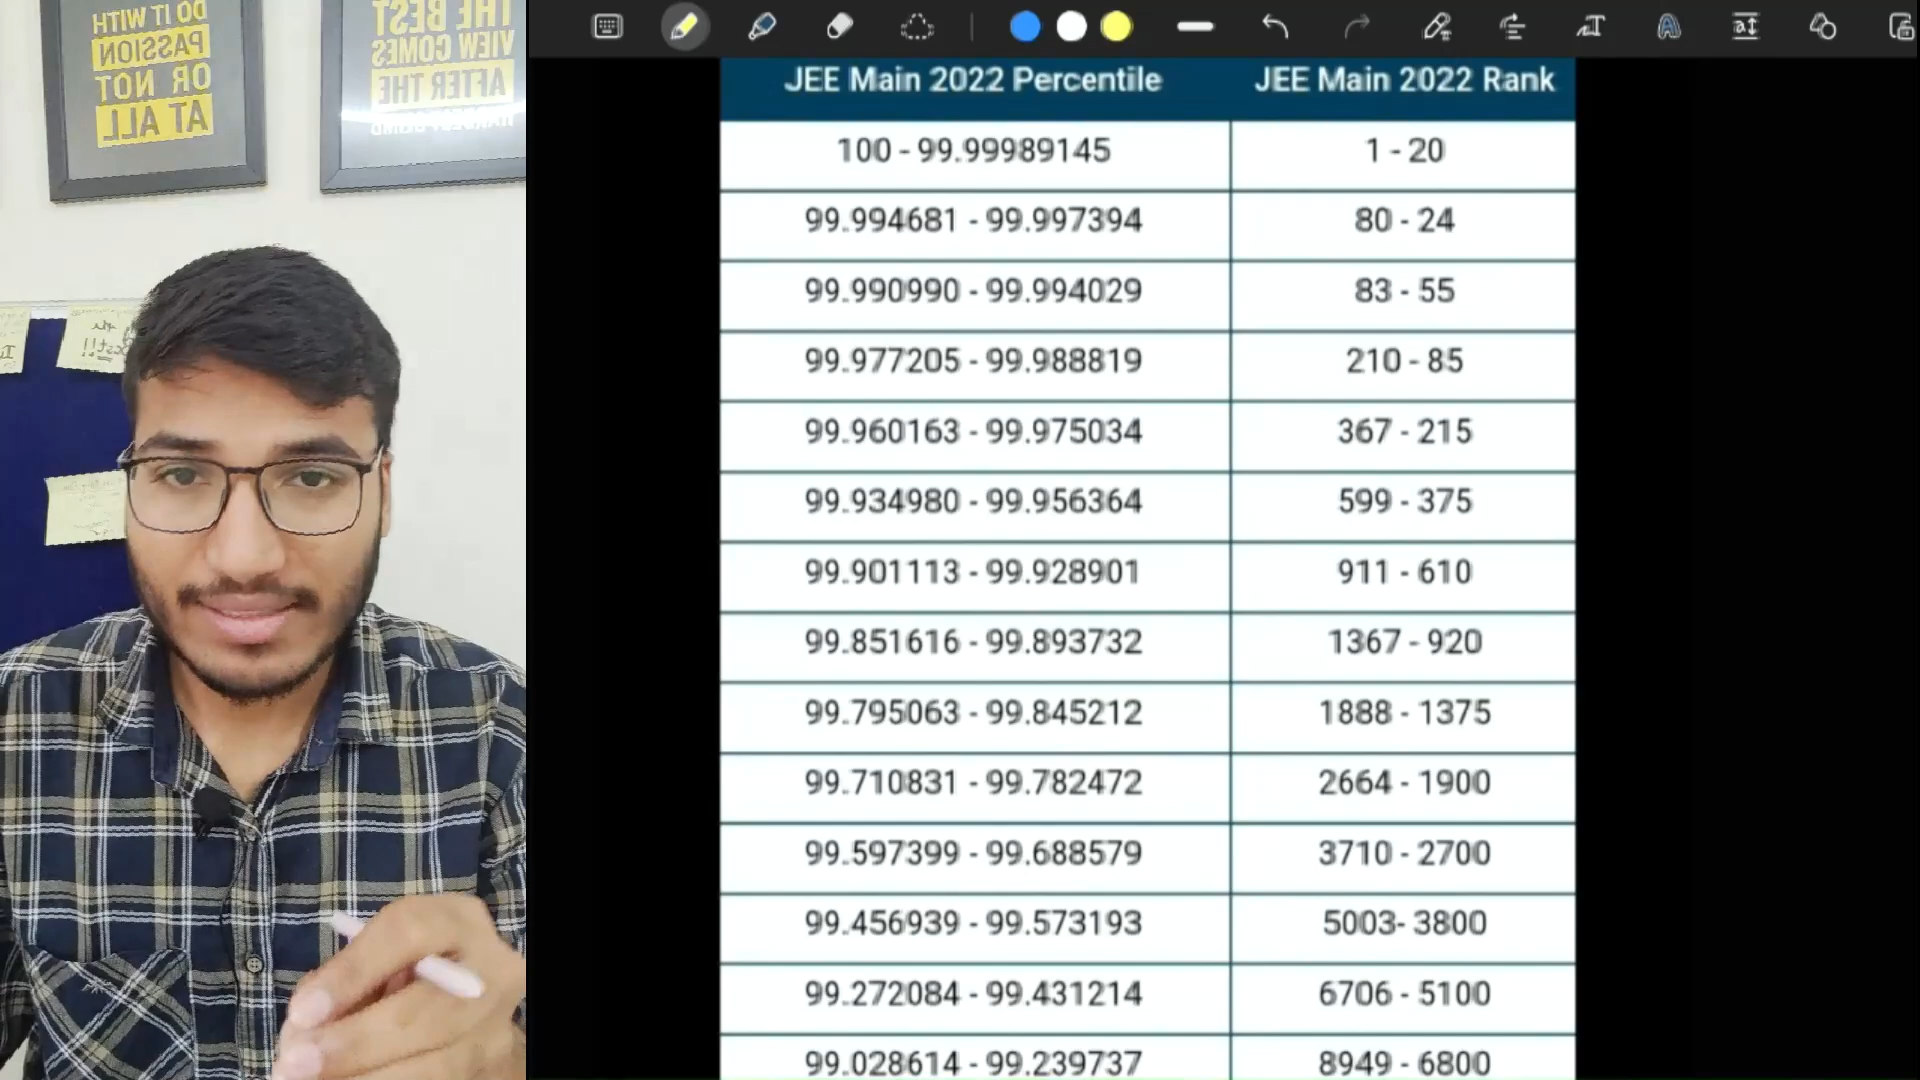 DO IT WITH
PASSION
OR NOT
AT ALL
THE BEST
VIEW COMES
AFTER THE
the
Best!!
JEE Main 2022 Percentile JEE Main 2022 Rank
100 - 99.99989145 1 - 20
99.994681 - 99.997394 80 - 24
99.990990 - 99.994029 83 - 55
99.977205 - 99.988819 210 - 85
99.960163 - 99.975034 367 - 215
99.934980 - 99.956364 599 - 375
99.901113 - 99.928901 911 - 610
99.851616 - 99.893732 1367 - 920
99.795063 - 99.845212 1888 - 1375
99.710831 - 99.782472 2664 - 1900
99.597399 - 99.688579 3710 - 2700
99.456939 - 99.573193 5003- 3800
99.272084 - 99.431214 6706 - 5100
99.028614 - 99.239737 8949 - 6800